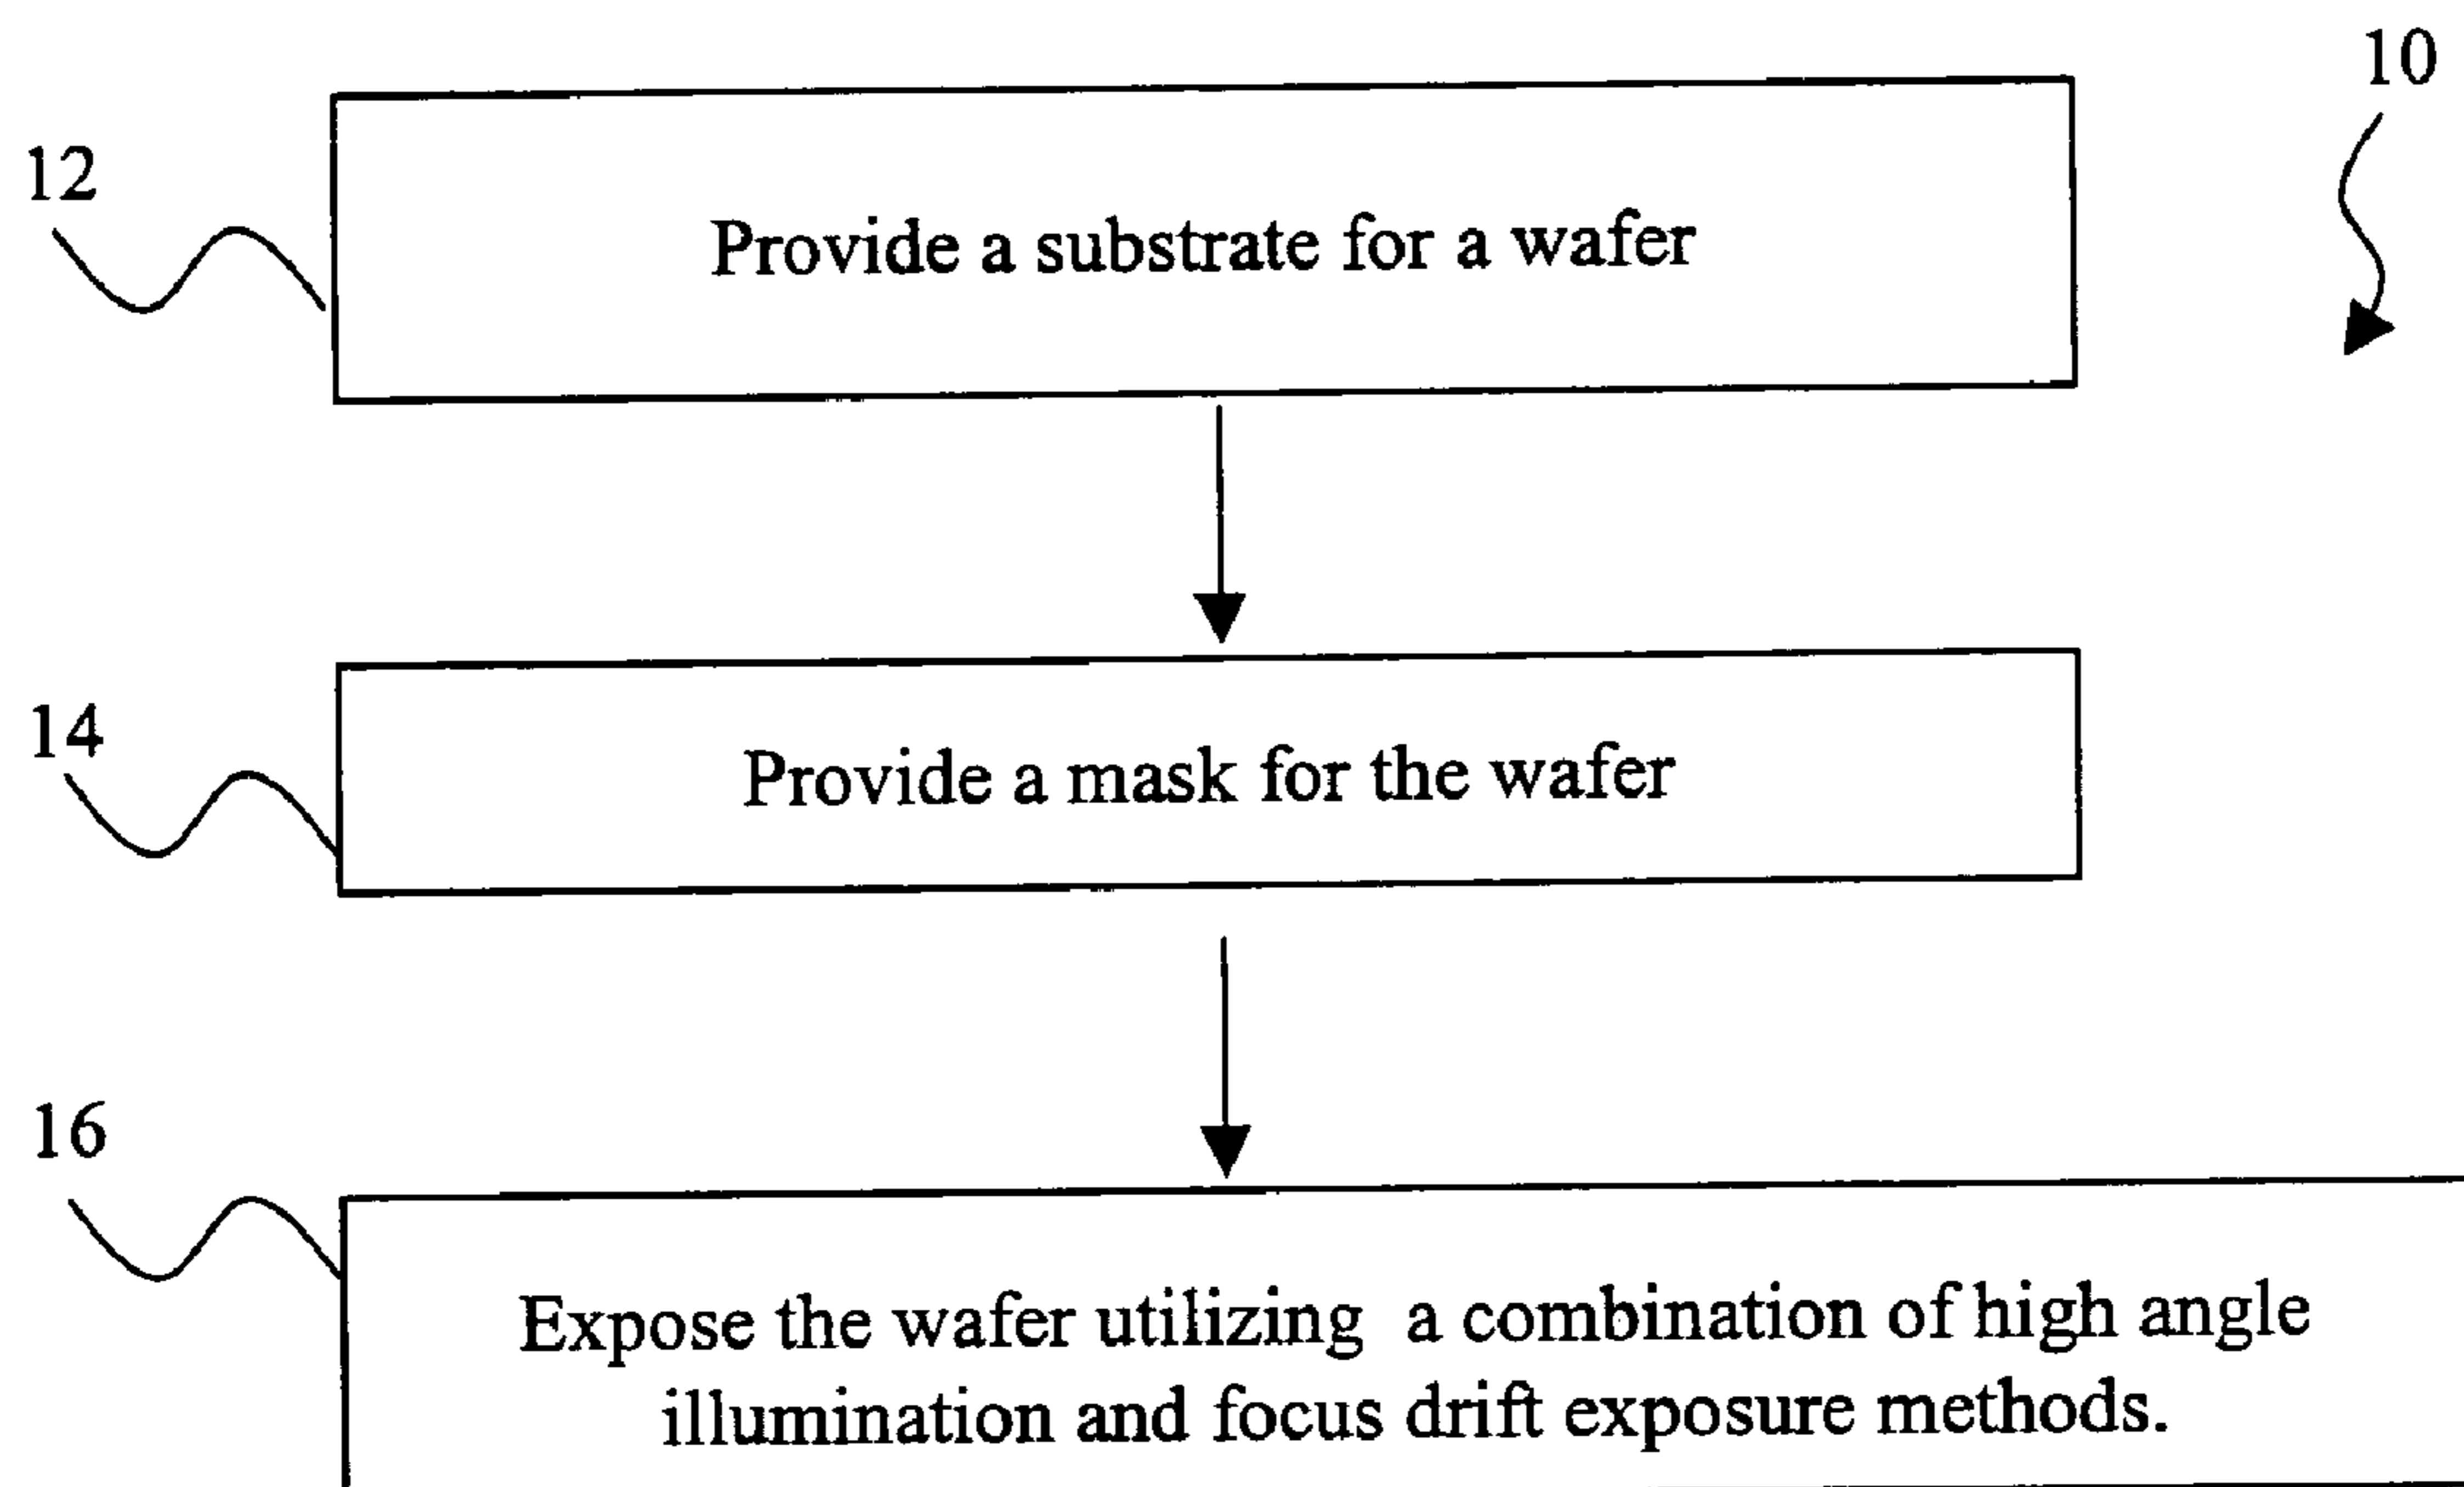 10
12
Provide a substrate for a wafer
14
Provide a mask for the wafer
16
Expose the wafer utilizing a combination of high angle
illumination and focus drift exposure methods.